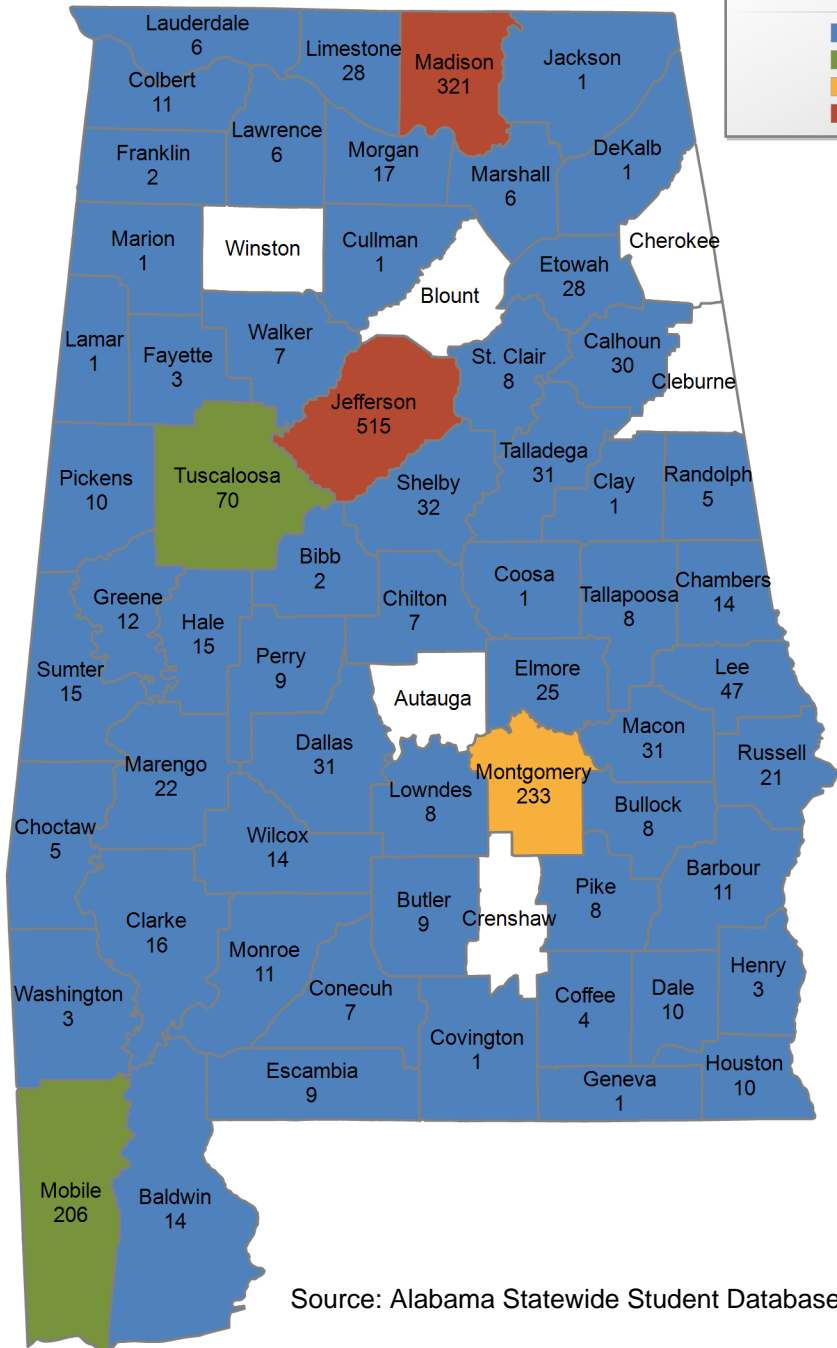 Lauderdale
6
Limestone
28
Madison
321
Jackson
1
Colbert
11
Lawrence
6
Franklin
2
Morgan
17
Marshall
6
DeKalb
1
Marion
1
Winston
Cullman
1
Cherokee
Etowah
28
Blount
Lamar
1
Fayette
3
Walker
7
St. Clair
8
Calhoun
30
Cleburne
Jefferson
515
Pickens
10
Tuscaloosa
70
Shelby
32
Talladega
31
Clay
1
Randolph
5
Bibb
2
Greene
12
Hale
15
Chilton
7
Coosa
1
Tallapoosa
8
Chambers
14
Sumter
15
Perry
9
Autauga
Elmore
25
Lee
47
Marengo
22
Dallas
31
Macon
31
Russell
21
Montgomery
233
Lowndes
8
Bullock
8
Choctaw
5
Wilcox
14
Barbour
11
Clarke
16
Butler
9
Crenshaw
Pike
8
Monroe
11
Washington
3
Conecuh
7
Coffee
4
Dale
10
Henry
3
Covington
1
Escambia
9
Geneva
1
Houston
10
Mobile
206
Baldwin
14
Source: Alabama Statewide Student Database